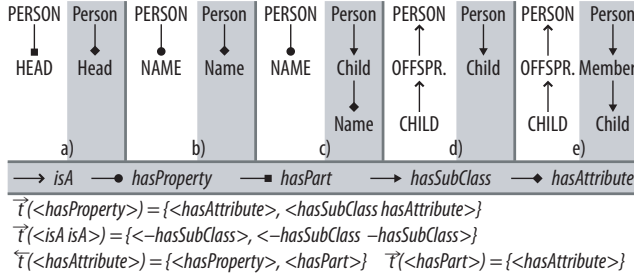 PERSON Person PERSON Person PERSON Person PERSON Person PERSON Person
HEAD Head NAME Name NAME Child OFFSPR. Child OFFSPR. Member
Name CHILD CHILD Child
a) b) c) d) e)
isA hasProperty hasPart hasSubClass hasAttribute
t⃗(<hasProperty>) = {<hasAttribute>, <hasSubClass hasAttribute>}
t⃗(<isA isA>) = {<−hasSubClass>, <−hasSubClass −hasSubClass>}
t⃖(<hasAttribute>) = {<hasProperty>, <hasPart>} t⃗(<hasPart>) = {<hasAttribute>}